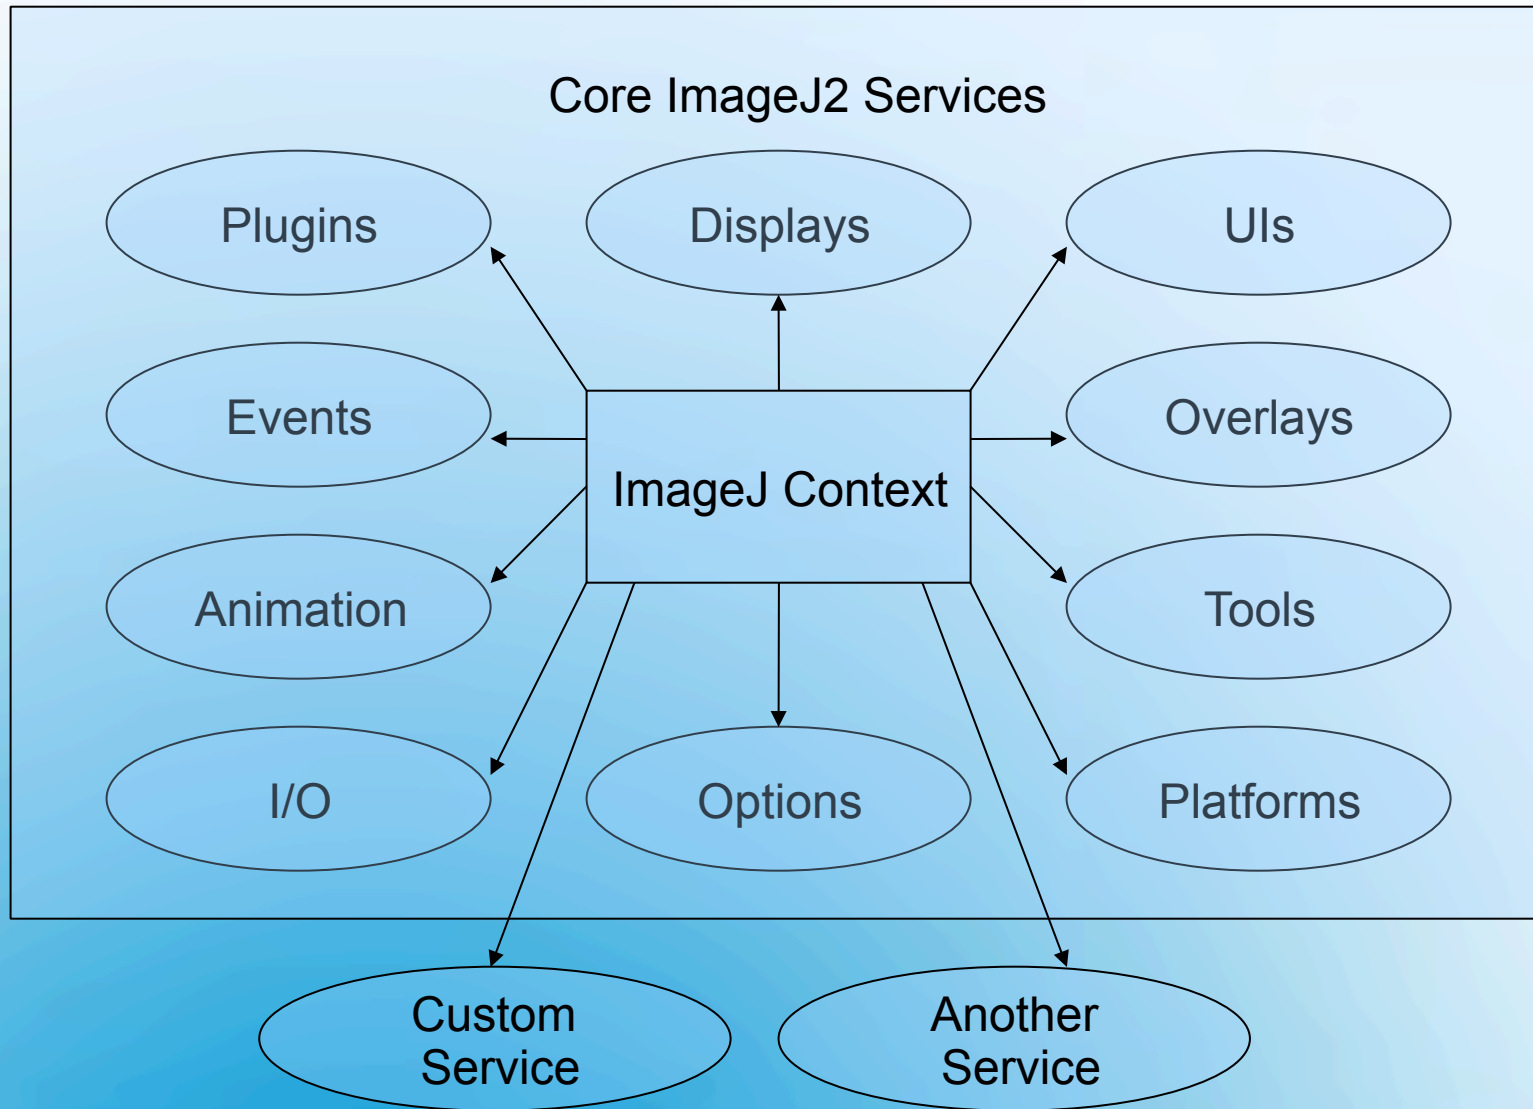 Core ImageJ2 Services
Plugins
Displays
UIs
Events
Overlays
ImageJ Context
Animation
Tools
I/O
Options
Platforms
Custom
Service
Another
Service